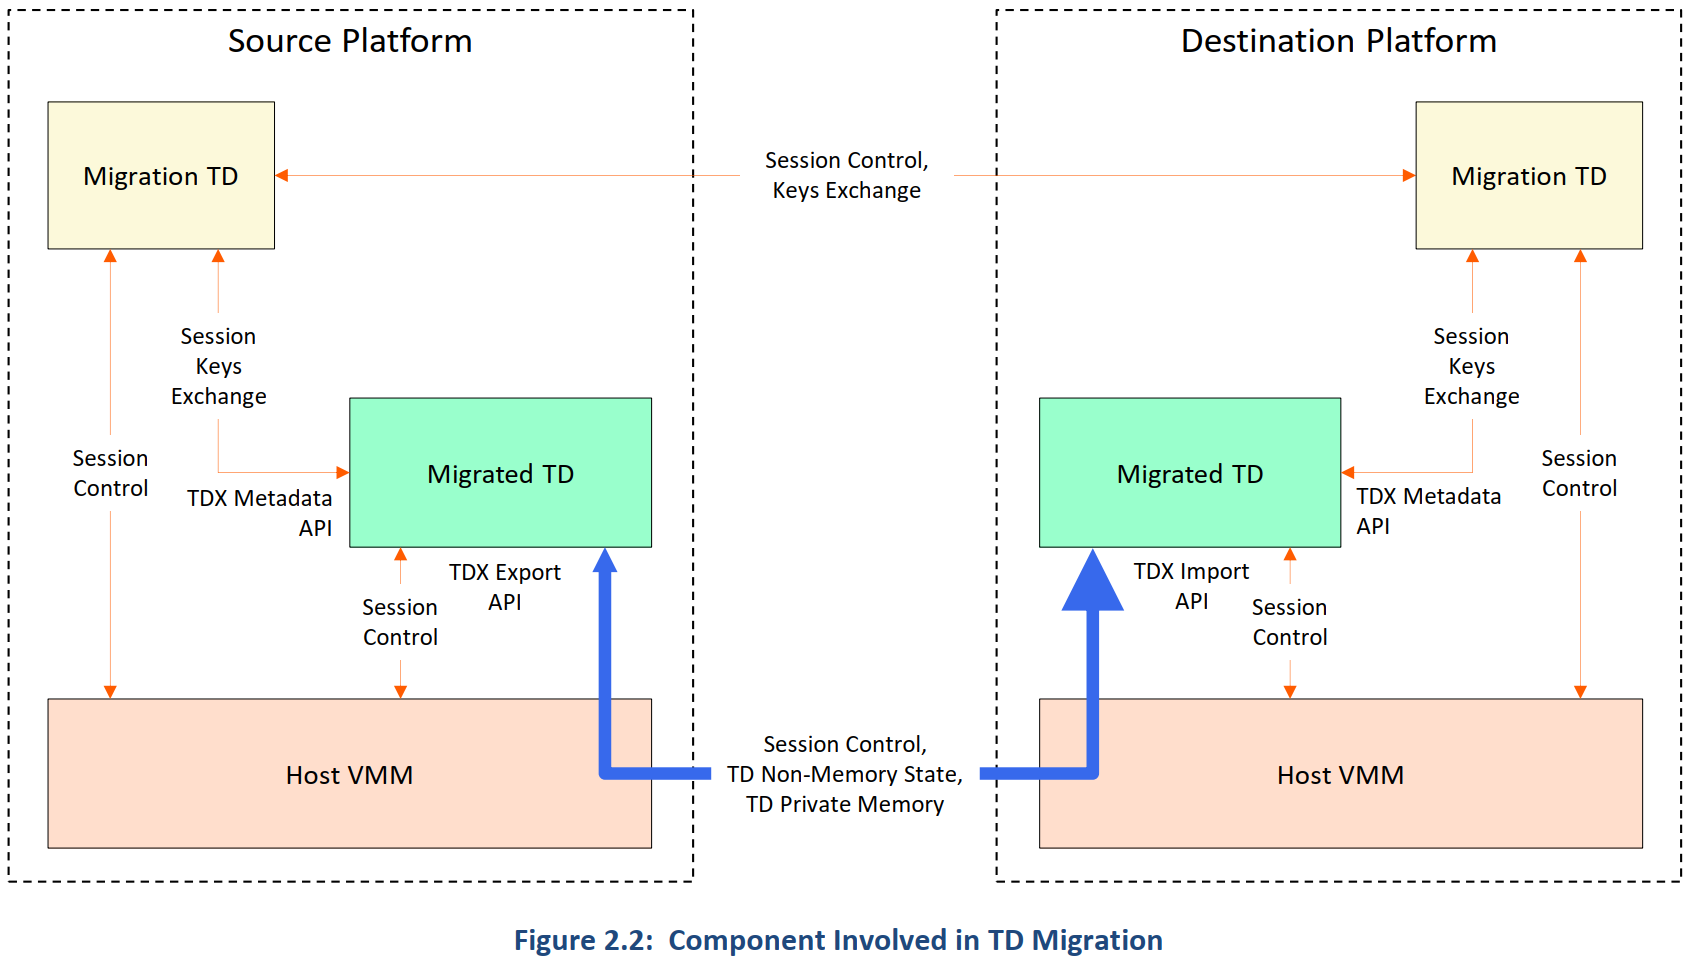 Source Platform
Destination Platform
Migration TD
Session Control,
Keys Exchange
Migration TD
Session
Keys
Exchange
Session
Keys
Exchange
Session
Control
Migrated TD
Migrated TD
Session
Control
TDX Metadata
API
TDX Metadata
API
TDX Export
API
TDX Import
API
Session
Control
Session
Control
Host VMM
Session Control,
TD Non-Memory State,
TD Private Memory
Host VMM
Figure 2.2: Component Involved in TD Migration